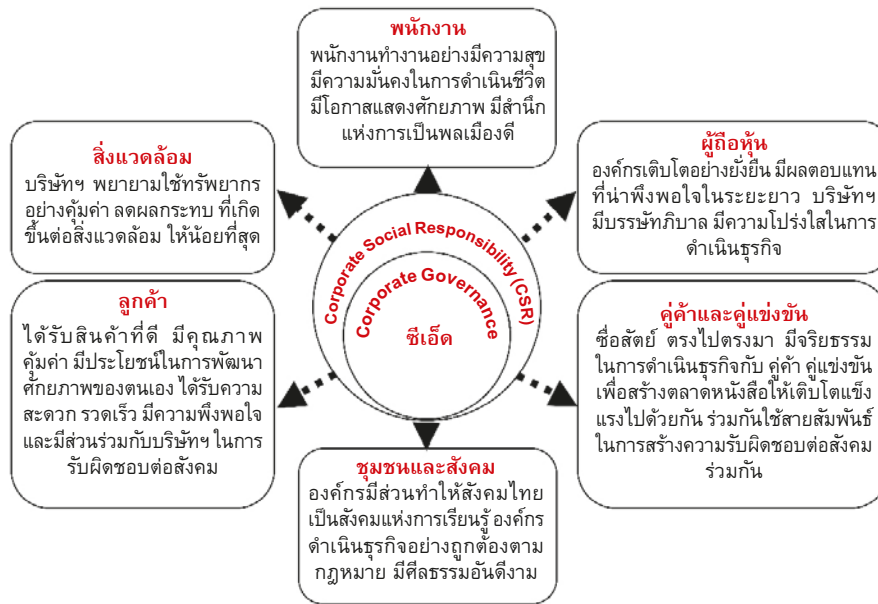 พนักงาน
พนักงานทำงานอย่างมีความสุข
มีความมั่นคงในการดำเนินชีวิต
มีโอกาสแสดงศักยภาพ มีสำนึก
แห่งการเป็นพลเมืองดี
สิ่งแวดล้อม
บริษัทฯ พยายามใช้ทรัพยากร
อย่างคุ้มค่า ลดผลกระทบ ที่เกิด
ขึ้นต่อสิ่งแวดล้อม ให้น้อยที่สุด
ผู้ถือหุ้น
องค์กรเติบโตอย่างยั่งยืน มีผลตอบแทน
ที่น่าพึงพอใจในระยะยาว บริษัทฯ
มีบรรษัทภิบาล มีความโปร่งใสในการ
ดำเนินธุรกิจ
Corporate Social Responsibility (CSR)
Corporate Governance
ซีเอ็ด
ลูกค้า
ได้รับสินค้าที่ดี มีคุณภาพ
คุ้มค่า มีประโยชน์ในการพัฒนา
ศักยภาพของตนเอง ได้รับความ
สะดวก รวดเร็ว มีความพึงพอใจ
และมีส่วนร่วมกับบริษัทฯ ในการ
รับผิดชอบต่อสังคม
คู่ค้าและคู่แข่งขัน
ซื่อสัตย์ ตรงไปตรงมา มีจริยธรรม
ในการดำเนินธุรกิจกับ คู่ค้า คู่แข่งขัน
เพื่อสร้างตลาดหนังสือให้เติบโตแข็ง
แรงไปด้วยกัน ร่วมกันใช้สายสัมพันธ์
ในการสร้างความรับผิดชอบต่อสังคม
ร่วมกัน
ชุมชนและสังคม
องค์กรมีส่วนทำให้สังคมไทย
เป็นสังคมแห่งการเรียนรู้ องค์กร
ดำเนินธุรกิจอย่างถูกต้องตาม
กฎหมาย มีศีลธรรมอันดีงาม